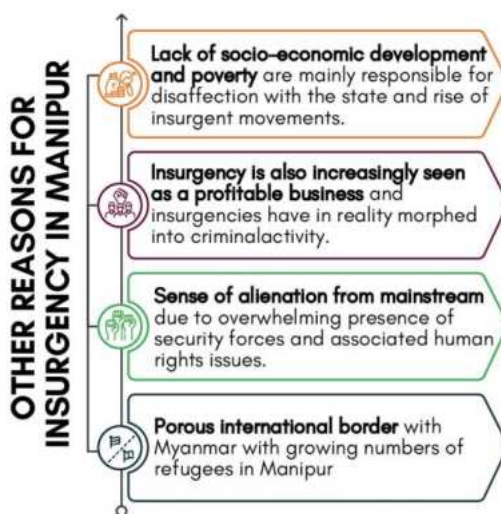 OTHER REASONS FOR
INSURGENCY IN MANIPUR
Lack of socio-economic development
and poverty are mainly responsible for
disaffection with the state and rise of
insurgent movements.
Insurgency is also increasingly seen
as a profitable business and
insurgencies have in reality morphed
into criminalactivity.
Sense of alienation from mainstream
due to overwhelming presence of
security forces and associated human
rights issues.
Porous international border with
Myanmar with growing numbers of
refugees in Manipur